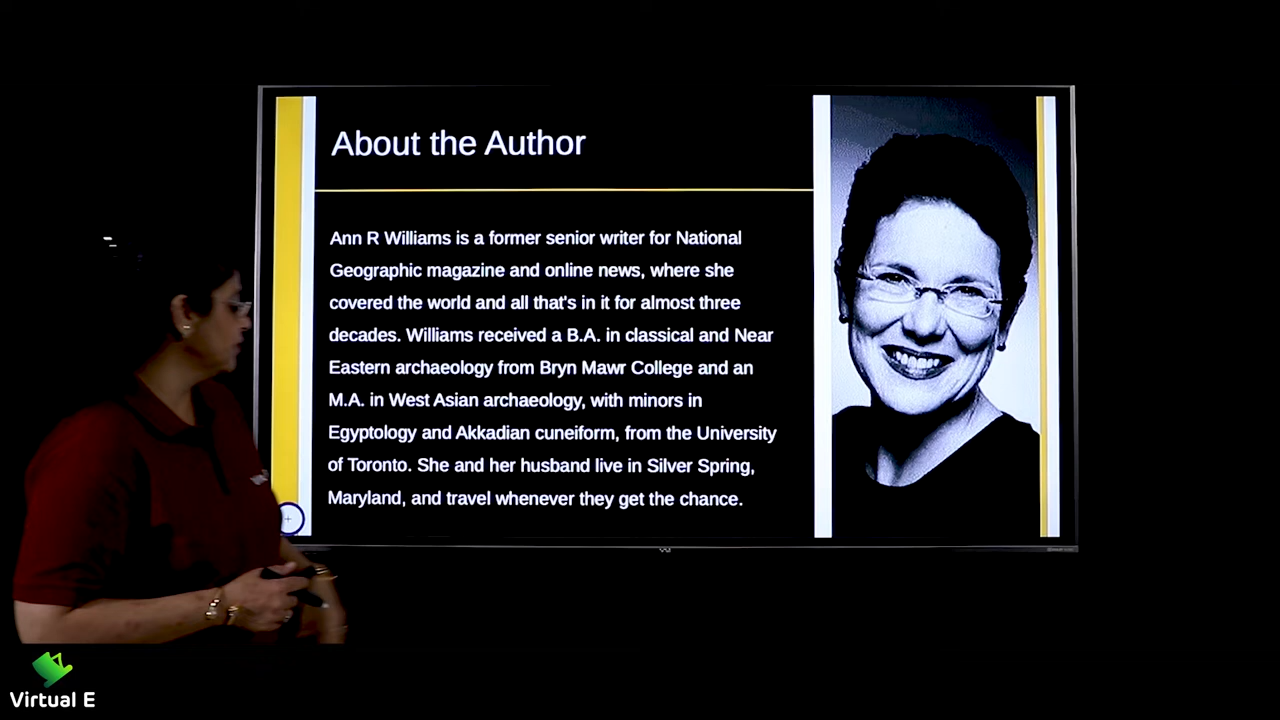 About the Author
Ann R Williams is a former senior writer for National
Geographic magazine and online news, where she
covered the world and all that's in it for almost three
decades. Williams received a B.A. in classical and Near
Eastern archaeology from Bryn Mawr College and an
M.A. in West Asian archaeology, with minors in
Egyptology and Akkadian cuneiform, from the University
of Toronto. She and her husband live in Silver Spring,
Maryland, and travel whenever they get the chance.
Virtual E